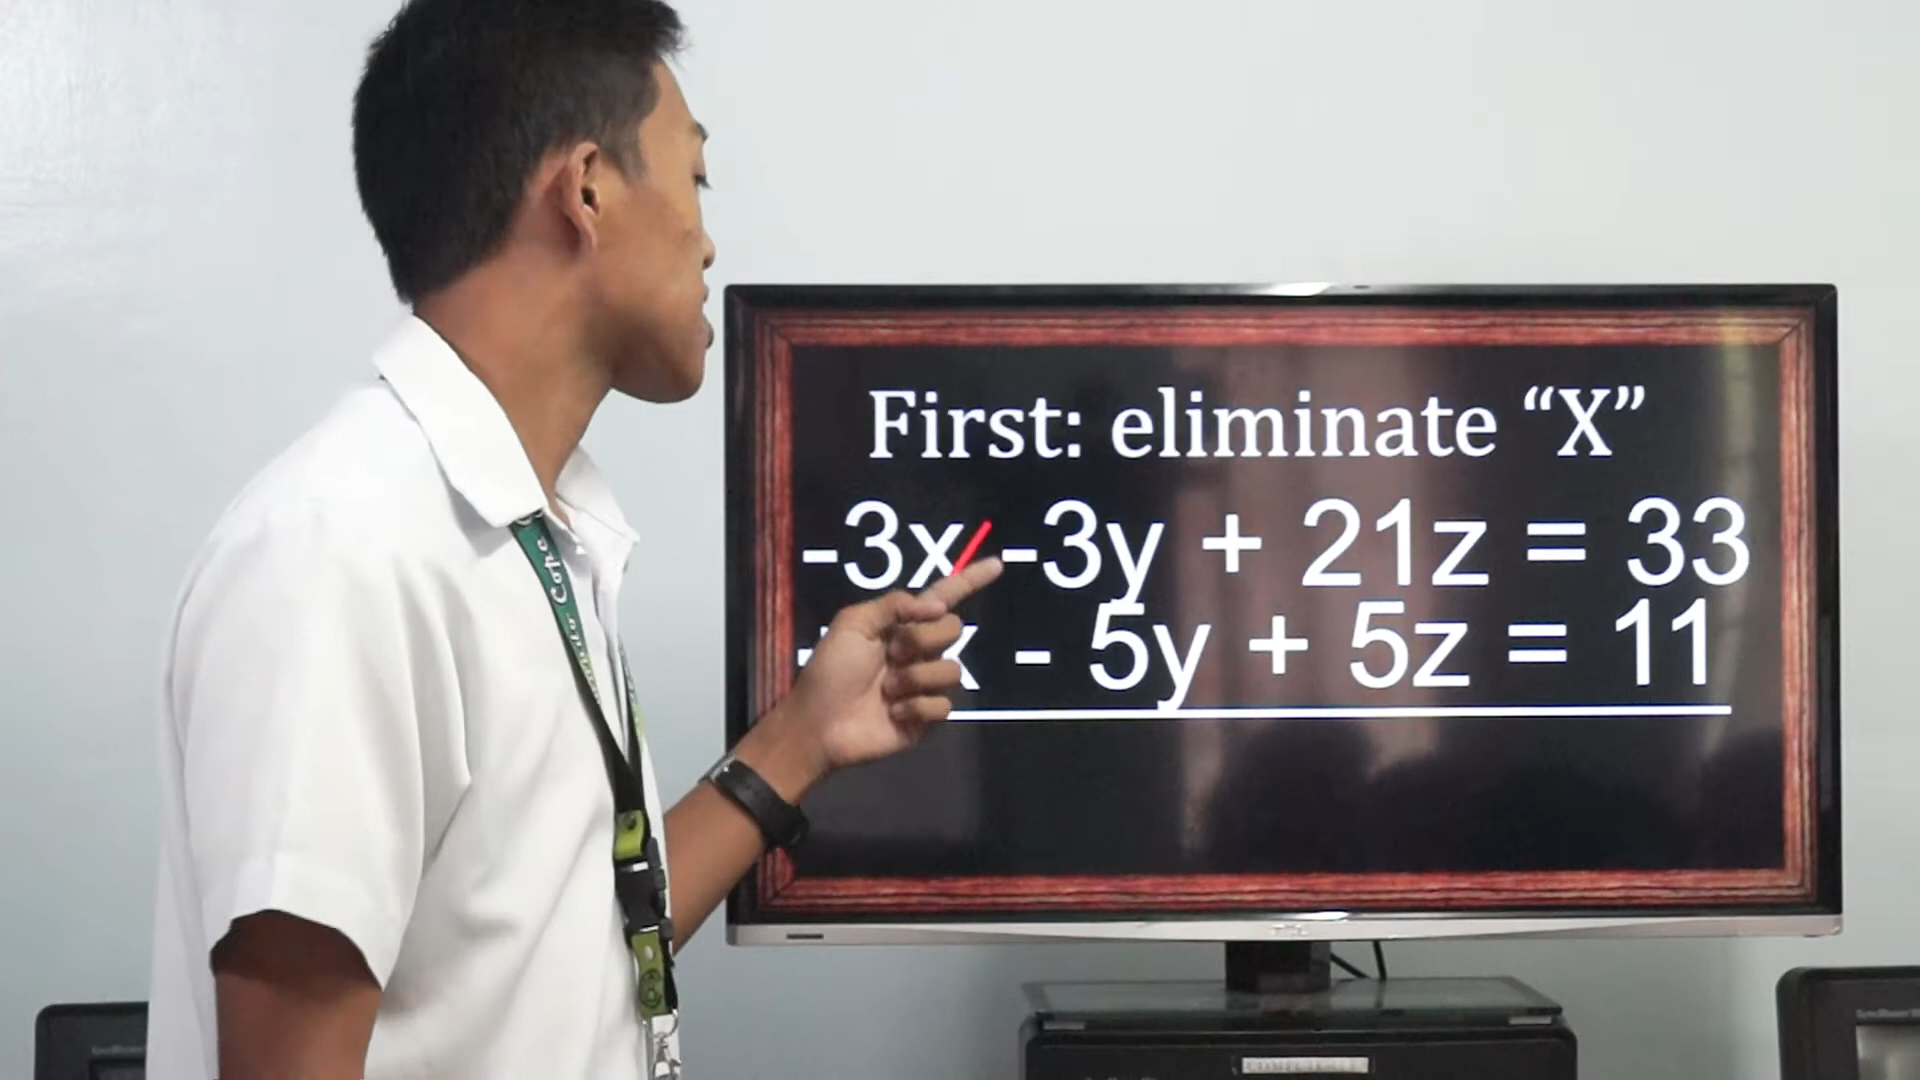 First: eliminate “X”
-3x -3y + 21z = 33
x - 5y + 5z = 11